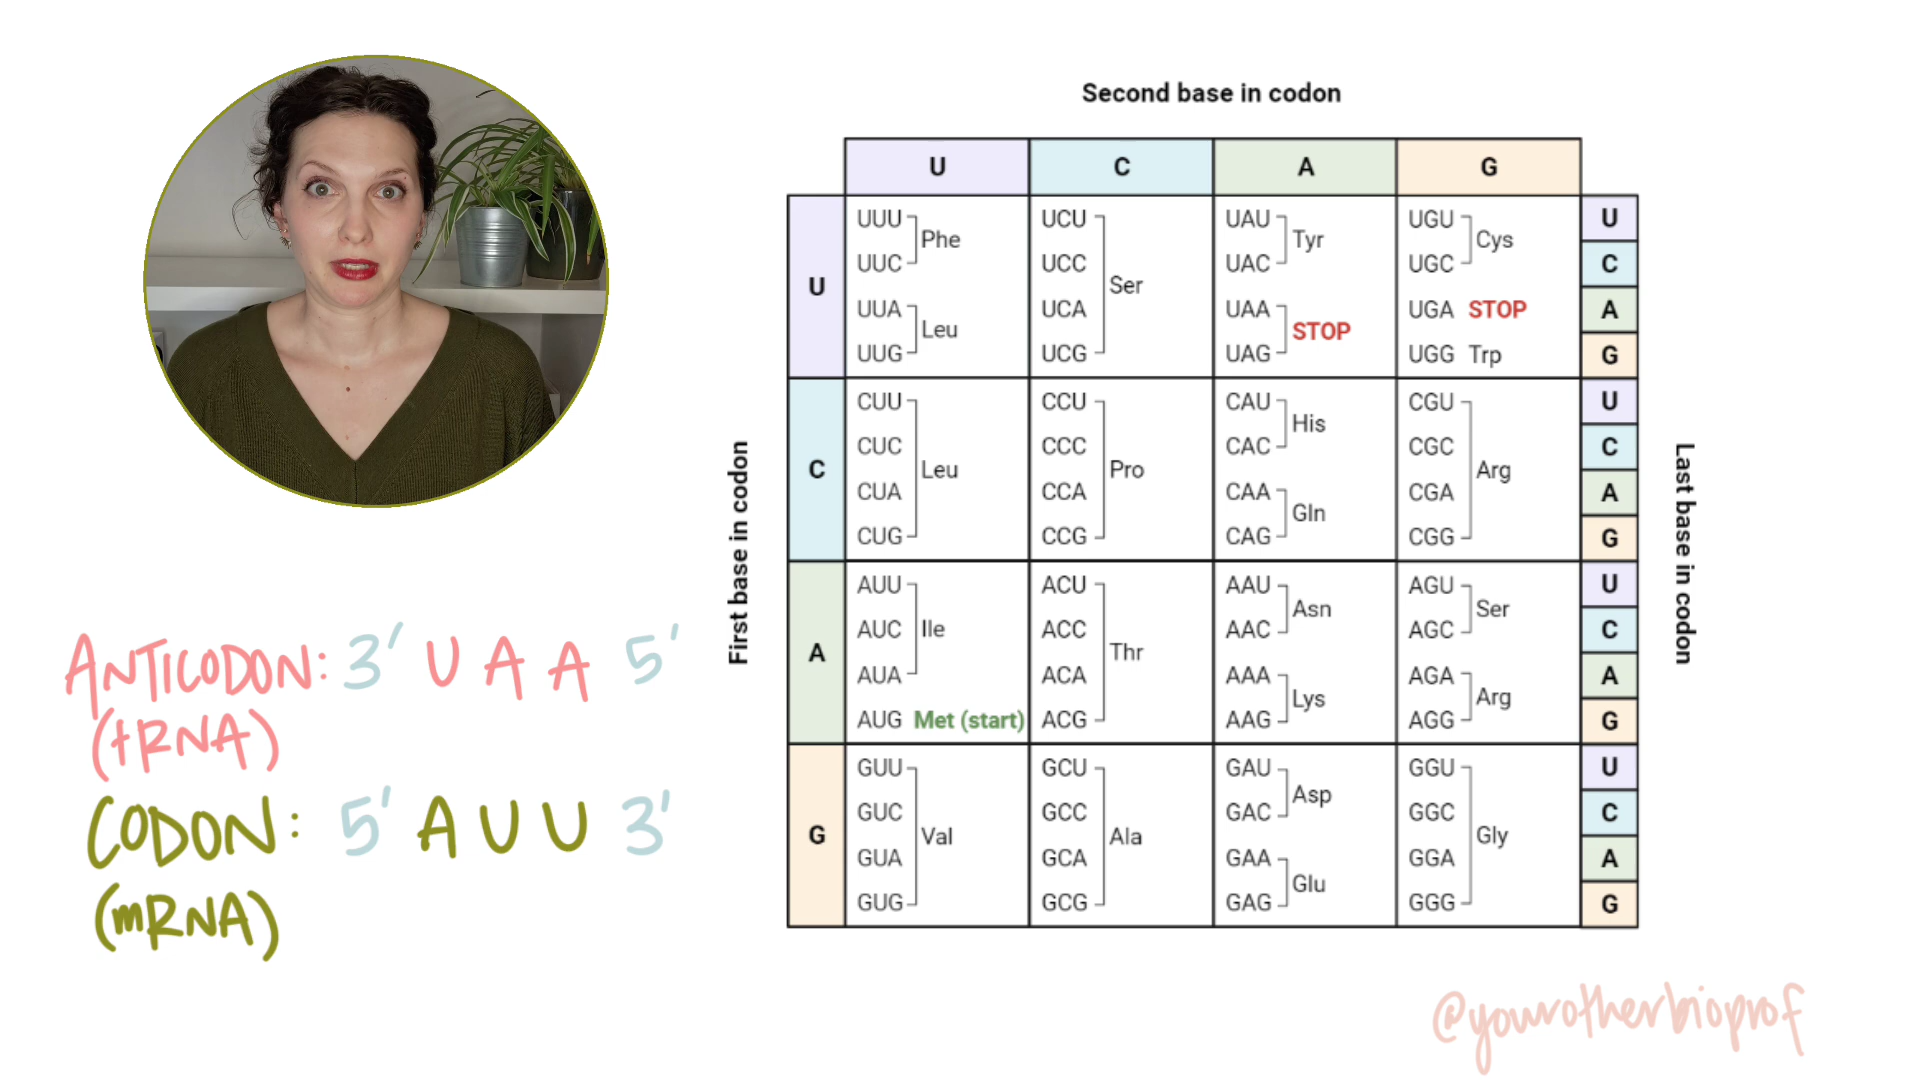 Second base in codon
U C A G
First base in codon
Last base in codon
U
UUU
UUC
Phe
UUA
UUG
Leu
UCU
UCC
UCA
UCG
Ser
UAU
UAC
Tyr
UAA
UAG
STOP
UGU
UGC
Cys
UGA STOP
UGG Trp
U
C
A
G
C
CUU
CUC
CUA
CUG
Leu
CCU
CCC
CCA
CCG
Pro
CAU
CAC
His
CAA
CAG
Gln
CGU
CGC
CGA
CGG
Arg
U
C
A
G
A
AUU
AUC
AUA
Ile
AUG Met (start)
ACU
ACC
ACA
ACG
Thr
AAU
AAC
Asn
AAA
AAG
Lys
AGU
AGC
Ser
AGA
AGG
Arg
U
C
A
G
G
GUU
GUC
GUA
GUG
Val
GCU
GCC
GCA
GCG
Ala
GAU
GAC
Asp
GAA
GAG
Glu
GGU
GGC
GGA
GGG
Gly
U
C
A
G
ANTICODON: 3' U A A 5'
(tRNA)
CODON: 5' A U U 3'
(mRNA)
@yourotherbioprof